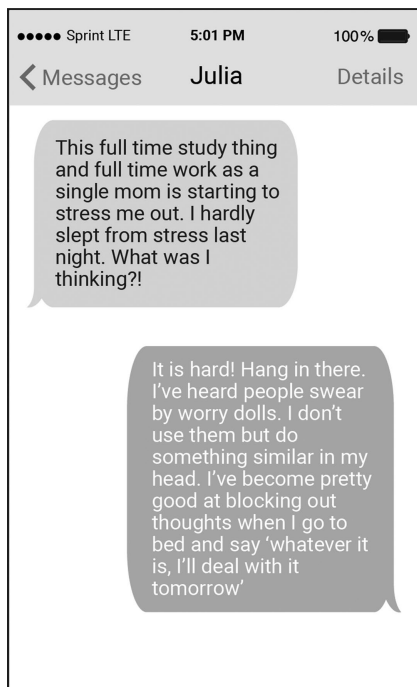 Sprint LTE 5:01 PM 100%
Messages Julia Details
This full time study thing
and full time work as a
single mom is starting to
stress me out. I hardly
slept from stress last
night. What was I
thinking?!
It is hard! Hang in there.
I’ve heard people swear
by worry dolls. I don’t
use them but do
something similar in my
head. I’ve become pretty
good at blocking out
thoughts when I go to
bed and say ‘whatever it
is, I’ll deal with it
tomorrow’